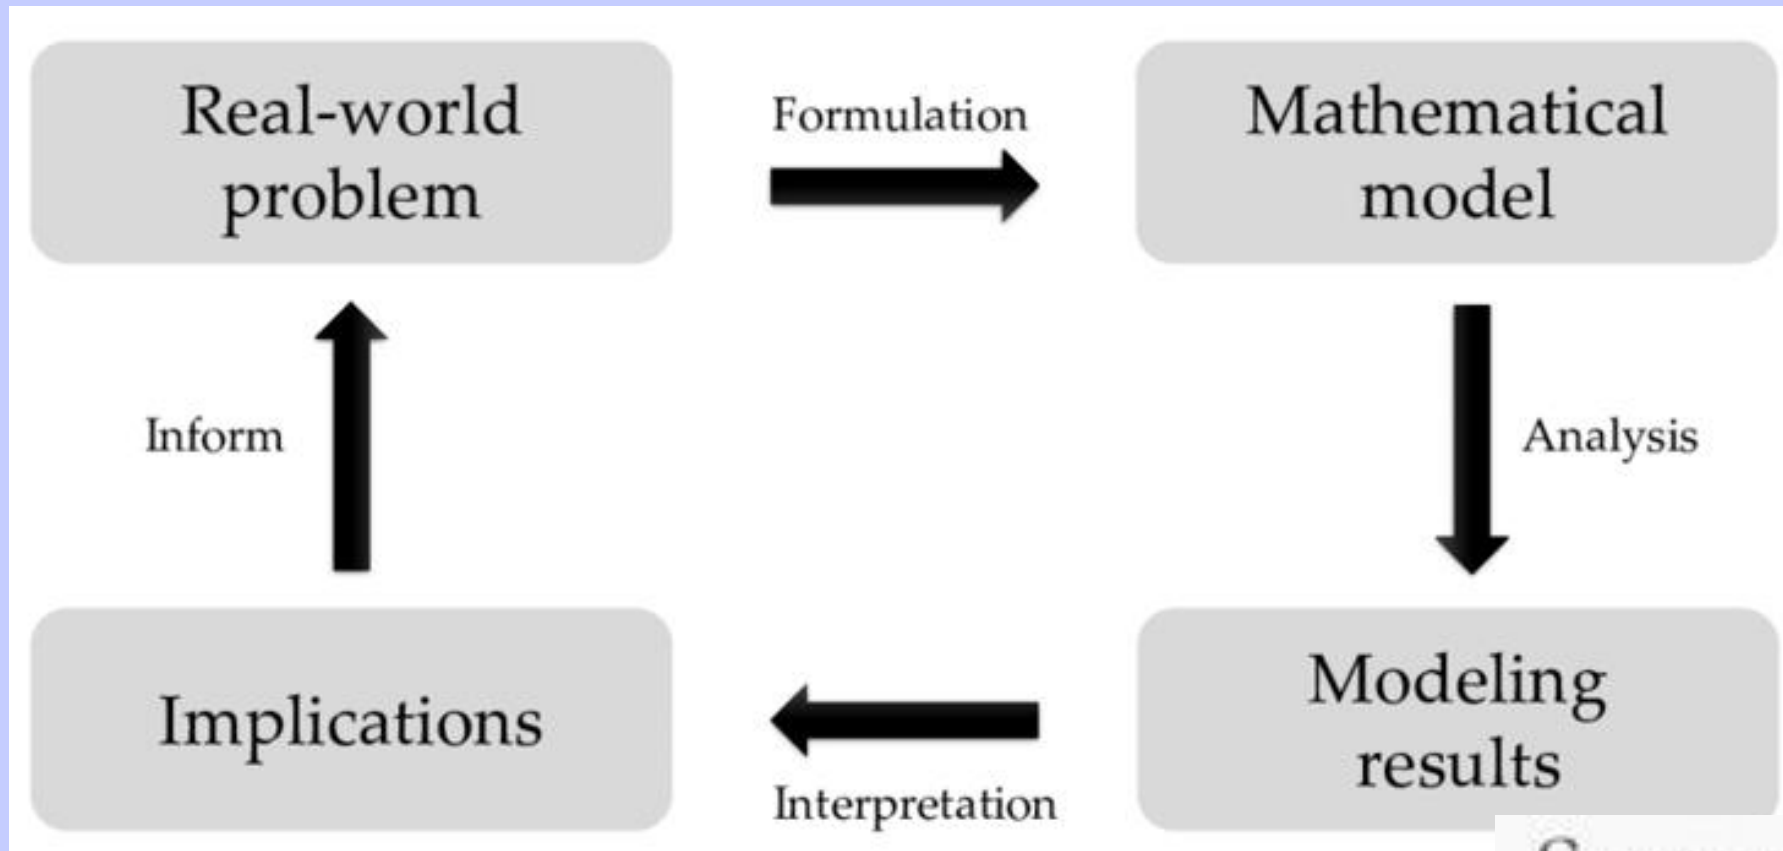 Real-world
problem
Formulation
Mathematical
model
Inform
Analysis
Implications
Interpretation
Modeling
results